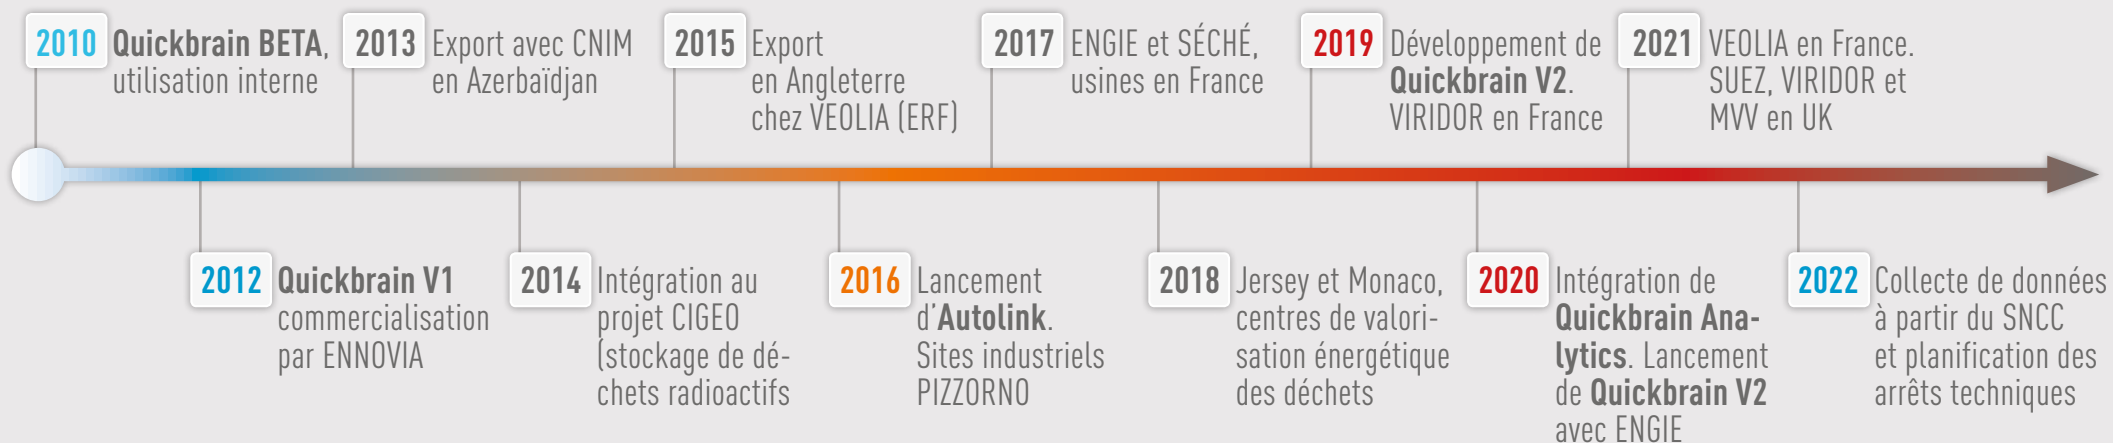 2010 Quickbrain BETA,
utilisation interne
2012 Quickbrain V1
commercialisation
par ENNOVIA
2013 Export avec CNIM
en Azerbaïdjan
2014 Intégration au
projet CIGEO
(stockage de dé-
chets radioactifs
2015 Export
en Angleterre
chez VEOLIA (ERF)
2016 Lancement
d'Autolink.
Sites industriels
PIZZORNO
2017 ENGIE et SÉCHÉ,
usines en France
2018 Jersey et Monaco,
centres de valori-
sation énergétique
des déchets
2019 Développement de
Quickbrain V2.
VIRIDOR en France
2020 Intégration de
Quickbrain Ana-
lytics. Lancement
de Quickbrain V2
avec ENGIE
2021 VEOLIA en France.
SUEZ, VIRIDOR et
MVV en UK
2022 Collecte de données
à partir du SNCC
et planification des
arrêts techniques